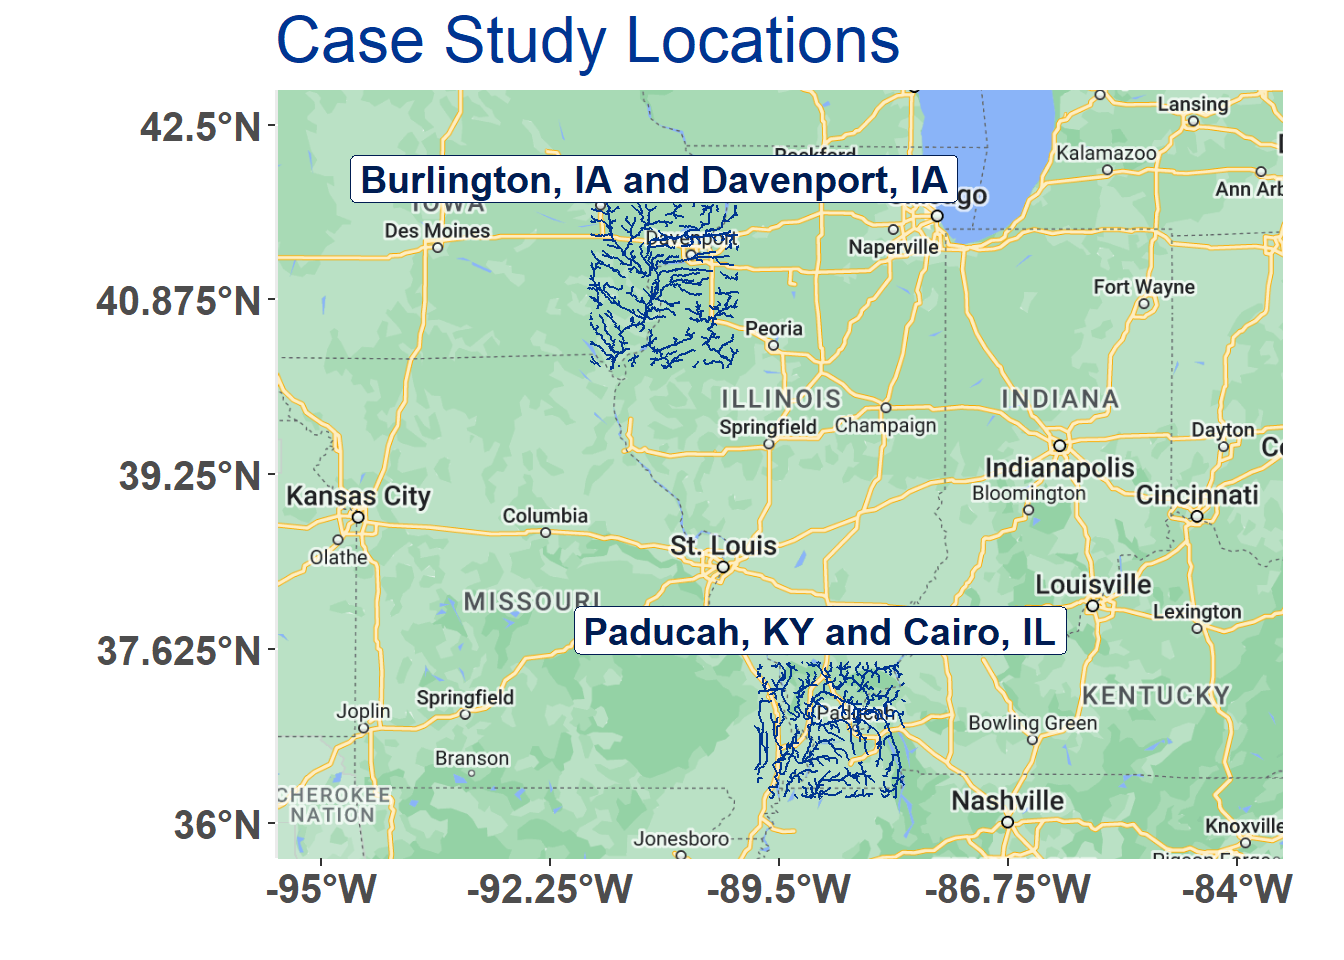 Case Study Locations
42.5°N
40.875°N
39.25°N
37.625°N
36°N
-95°W
-92.25°W
-89.5°W
-86.75°W
-84°W
Lansing
Rockford
Kalamazoo
Ann Arb
Burlington, IA and Davenport, IA
IOWA
Des Moines
Davenport
Naperville
Fort Wayne
Peoria
ILLINOIS
INDIANA
Springfield
Champaign
Dayton
Indianapolis
Kansas City
Bloomington
Cincinnati
Columbia
Olathe
St. Louis
Louisville
MISSOURI
Lexington
Paducah, KY and Cairo, IL
KENTUCKY
Springfield
Joplin
Paducah
Bowling Green
Branson
CHEROKEE
NATION
Nashville
Knoxville
Jonesboro